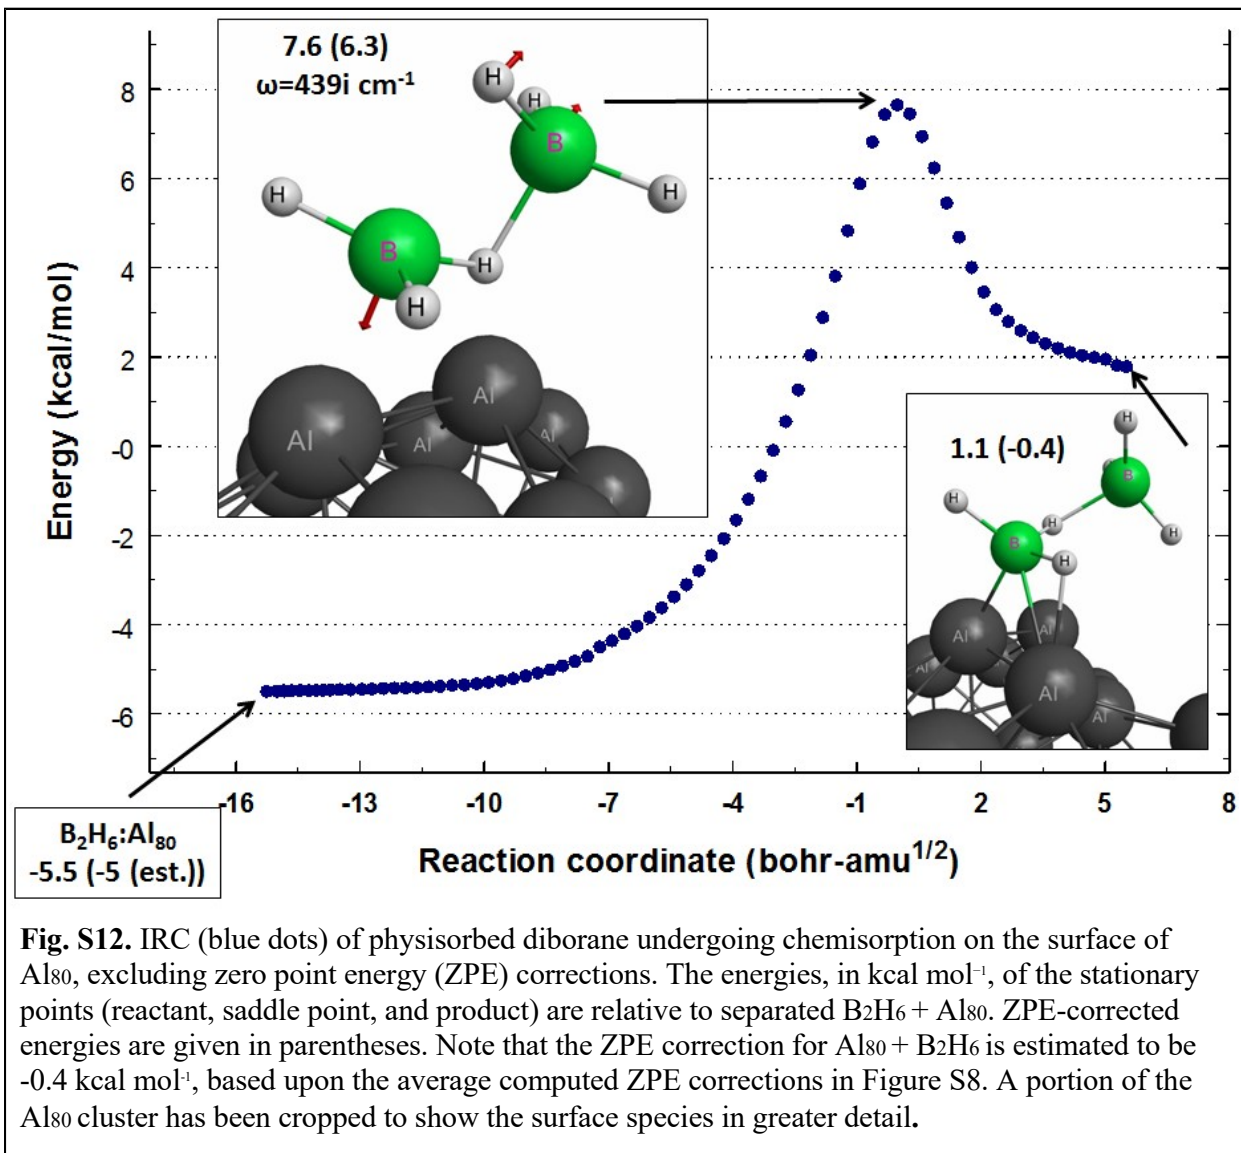 7.6 (6.3)
ω=439i cm⁻¹
H
H
B
H
H
B
H
H
Al
Al
Al
Al
8
6
4
2
-0
-2
-4
-6
Energy (kcal/mol)
1.1 (-0.4)
H
B
H
H
B
H
H
Al
Al
Al
Al
Al
-16
-13
-10
-7
-4
-1
2
5
8
Reaction coordinate (bohr-amu¹ᐟ²)
B₂H₆:Al₈₀
-5.5 (-5 (est.))
Fig. S12. IRC (blue dots) of physisorbed diborane undergoing chemisorption on the surface of
Al₈₀, excluding zero point energy (ZPE) corrections. The energies, in kcal mol⁻¹, of the stationary
points (reactant, saddle point, and product) are relative to separated B₂H₆ + Al₈₀. ZPE-corrected
energies are given in parentheses. Note that the ZPE correction for Al₈₀ + B₂H₆ is estimated to be
-0.4 kcal mol⁻¹, based upon the average computed ZPE corrections in Figure S8. A portion of the
Al₈₀ cluster has been cropped to show the surface species in greater detail.